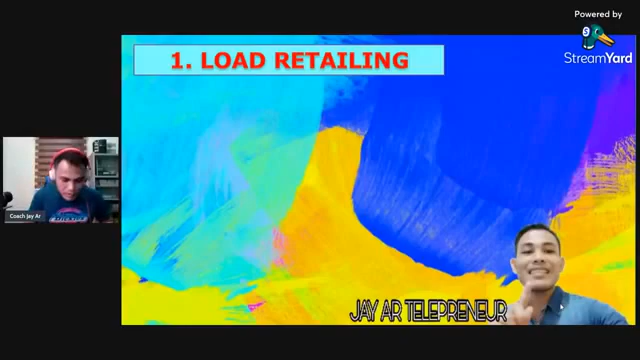 Powered by
S
StreamYard
1. LOAD RETAILING
Coach Jay Ar
JAY AR TELEPRENEUR